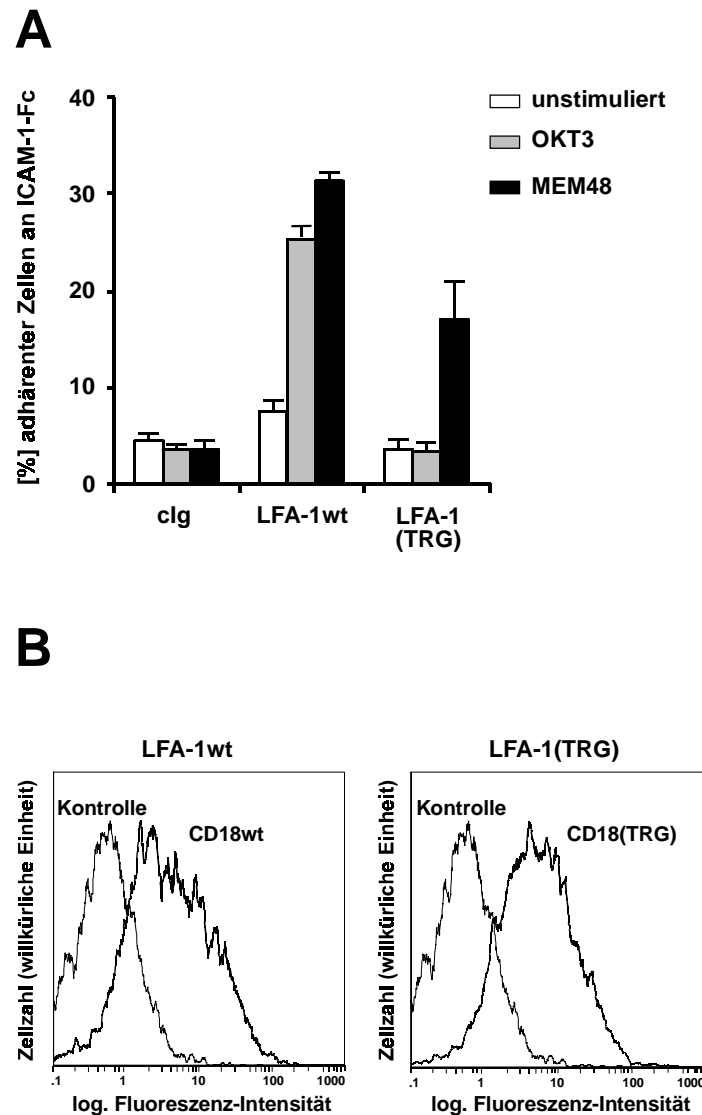 A
[%] adhärenter Zellen an ICAM-1-Fc
40
30
20
10
0
unstimuliert
OKT3
MEM48
cIg
LFA-1wt
LFA-1
(TRG)
B
LFA-1wt
Zellzahl (willkürliche Einheit)
Kontrolle
CD18wt
.1 1 10 100 1000
log. Fluoreszenz-Intensität
LFA-1(TRG)
Zellzahl (willkürliche Einheit)
Kontrolle
CD18(TRG)
.1 1 10 100 1000
log. Fluoreszenz-Intensität